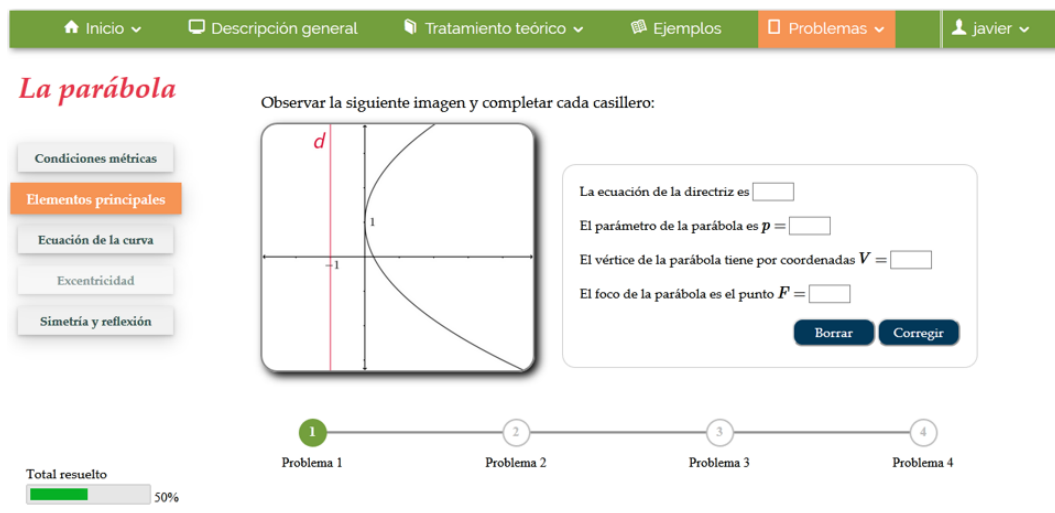 Inicio
Descripción general
Tratamiento teórico
Ejemplos
Problemas
javier
La parábola
Condiciones métricas
Elementos principales
Ecuación de la curva
Excentricidad
Simetría y reflexión
Observar la siguiente imagen y completar cada casillero:
d
1
−1
La ecuación de la directriz es
El parámetro de la parábola es p =
El vértice de la parábola tiene por coordenadas V =
El foco de la parábola es el punto F =
Borrar
Corregir
1
2
3
4
Problema 1
Problema 2
Problema 3
Problema 4
Total resuelto
50%